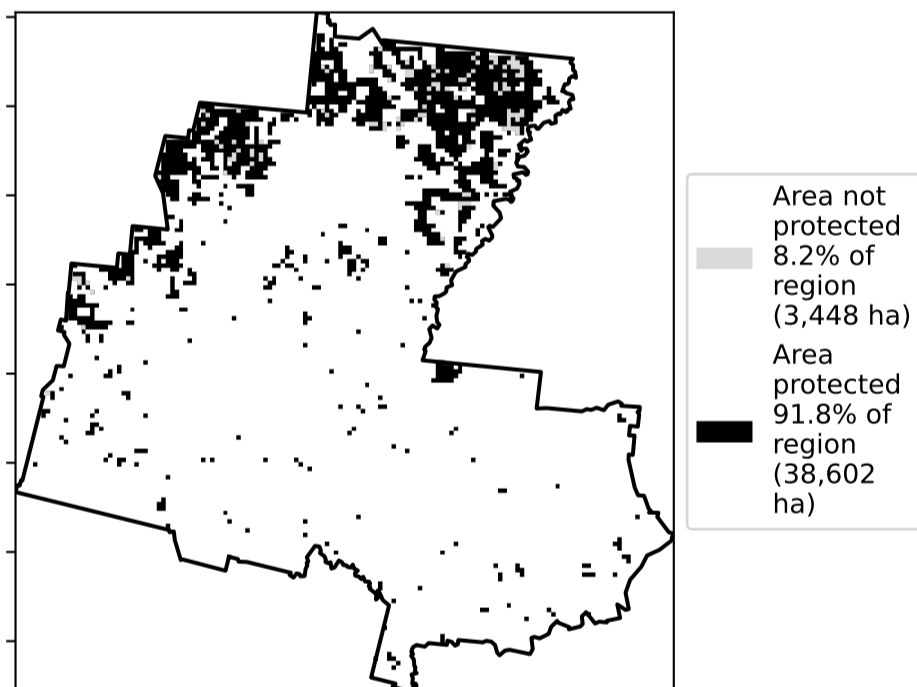 Area not
protected
8.2% of
region
(3,448 ha)
Area
protected
91.8% of
region
(38,602
ha)